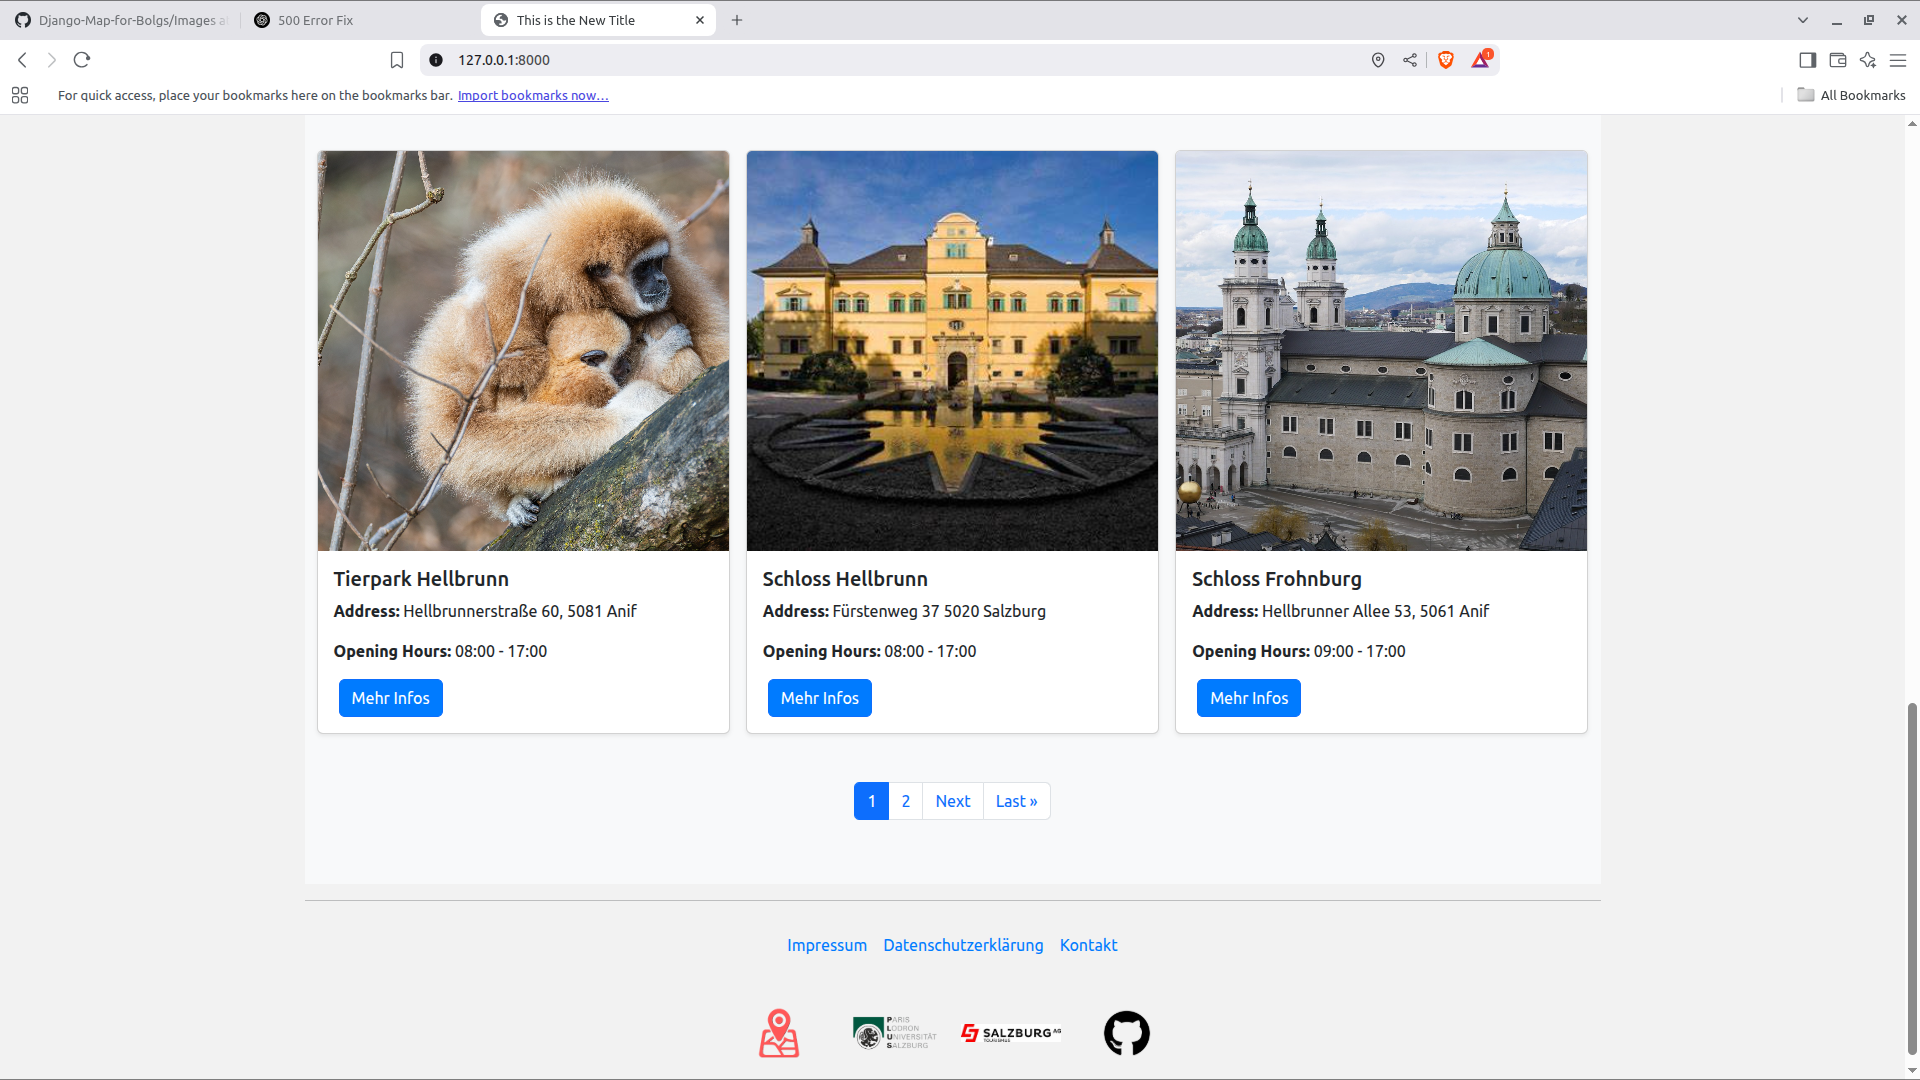 Django-Map-for-Bolgs/Images a
500 Error Fix
This is the New Title
127.0.0.1:8000
1
For quick access, place your bookmarks here on the bookmarks bar. Import bookmarks now...
All Bookmarks
Tierpark Hellbrunn
Address: Hellbrunnerstraße 60, 5081 Anif
Opening Hours: 08:00 - 17:00
Mehr Infos
Schloss Hellbrunn
Address: Fürstenweg 37 5020 Salzburg
Opening Hours: 08:00 - 17:00
Mehr Infos
Schloss Frohnburg
Address: Hellbrunner Allee 53, 5061 Anif
Opening Hours: 09:00 - 17:00
Mehr Infos
1 2 Next Last »
Impressum Datenschutzerklärung Kontakt
PARIS
LODRON
UNIVERSITÄT
SALZBURG
SALZBURG AG
TOURISMUS